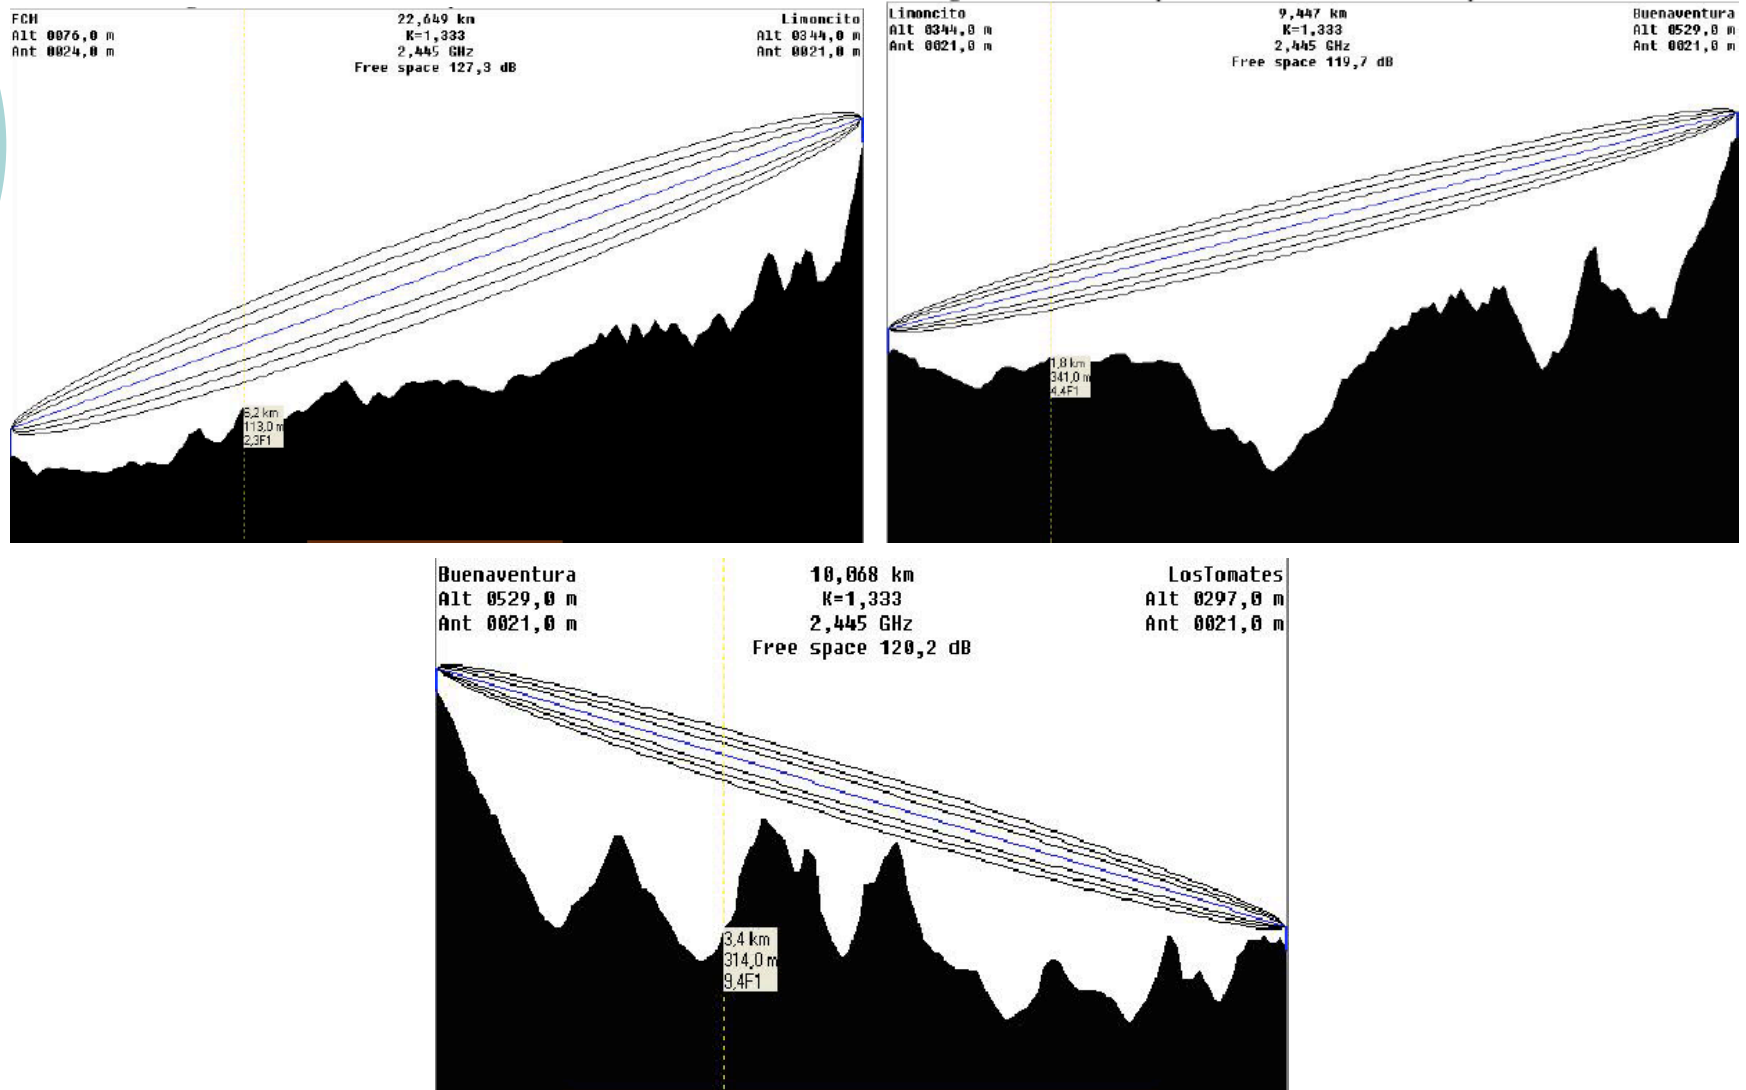 FCM 22,649 km Limoncito
Alt 0076,0 m K=1,333 Alt 0344,0 m
Ant 0024,0 m 2,445 GHz Ant 0021,0 m
Free space 127,3 dB
6,2 km
113,0 m
2,3F1
Limoncito 9,447 km Buenaventura
Alt 0344,0 m K=1,333 Alt 0529,0 m
Ant 0021,0 m 2,445 GHz Ant 0021,0 m
Free space 119,7 dB
1,8 km
341,0 m
4,4F1
Buenaventura 10,068 km LosTomates
Alt 0529,0 m K=1,333 Alt 0297,0 m
Ant 0021,0 m 2,445 GHz Ant 0021,0 m
Free space 120,2 dB
3,4 km
314,0 m
9,4F1